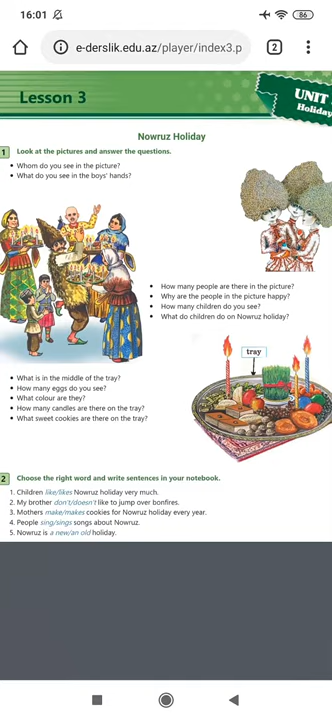 16:01
86
e-derslik.edu.az/player/index3.p
2
Lesson 3
UNIT
Holiday
Nowruz Holiday
1 Look at the pictures and answer the questions.
• Whom do you see in the picture?
• What do you see in the boys' hands?
• How many people are there in the picture?
• Why are the people in the picture happy?
• How many children do you see?
• What do children do on Nowruz holiday?
tray
• What is in the middle of the tray?
• How many eggs do you see?
• What colour are they?
• How many candles are there on the tray?
• What sweet cookies are there on the tray?
2 Choose the right word and write sentences in your notebook.
1. Children like/likes Nowruz holiday very much.
2. My brother don't/doesn't like to jump over bonfires.
3. Mothers make/makes cookies for Nowruz holiday every year.
4. People sing/sings songs about Nowruz.
5. Nowruz is a new/an old holiday.